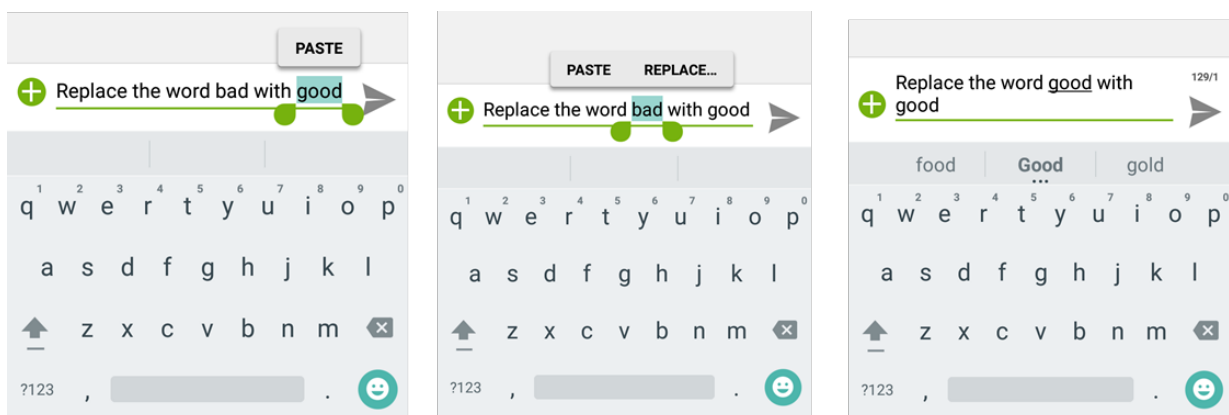 PASTE
Replace the word bad with good
1 2 3 4 5 6 7 8 9 0
q w e r t y u i o p
a s d f g h j k l
z x c v b n m
?123 , .
PASTE REPLACE...
Replace the word bad with good
1 2 3 4 5 6 7 8 9 0
q w e r t y u i o p
a s d f g h j k l
z x c v b n m
?123 , .
129/1
Replace the word good with
good
food Good gold
1 2 3 4 5 6 7 8 9 0
q w e r t y u i o p
a s d f g h j k l
z x c v b n m
?123 , .